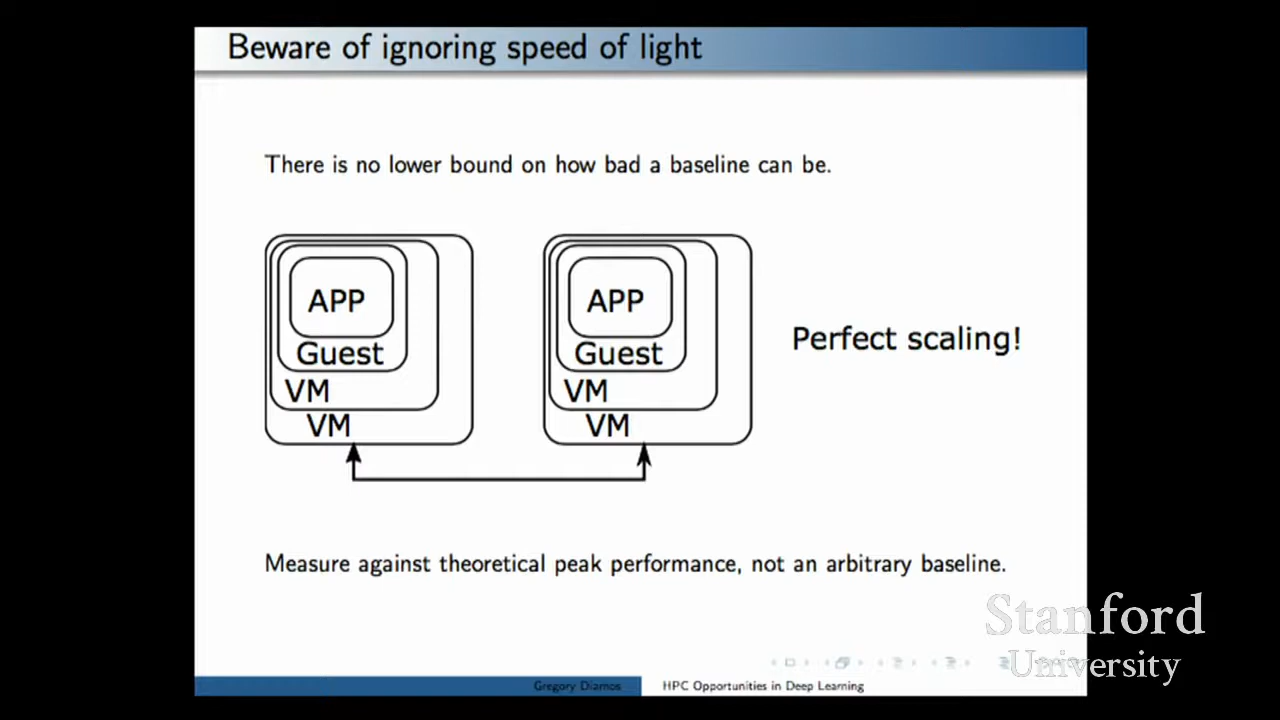 Beware of ignoring speed of light
There is no lower bound on how bad a baseline can be.
APP
Guest
VM
VM
APP
Guest
VM
VM
Perfect scaling!
Measure against theoretical peak performance, not an arbitrary baseline.
Stanford
University
Gregory Diamos
HPC Opportunities in Deep Learning